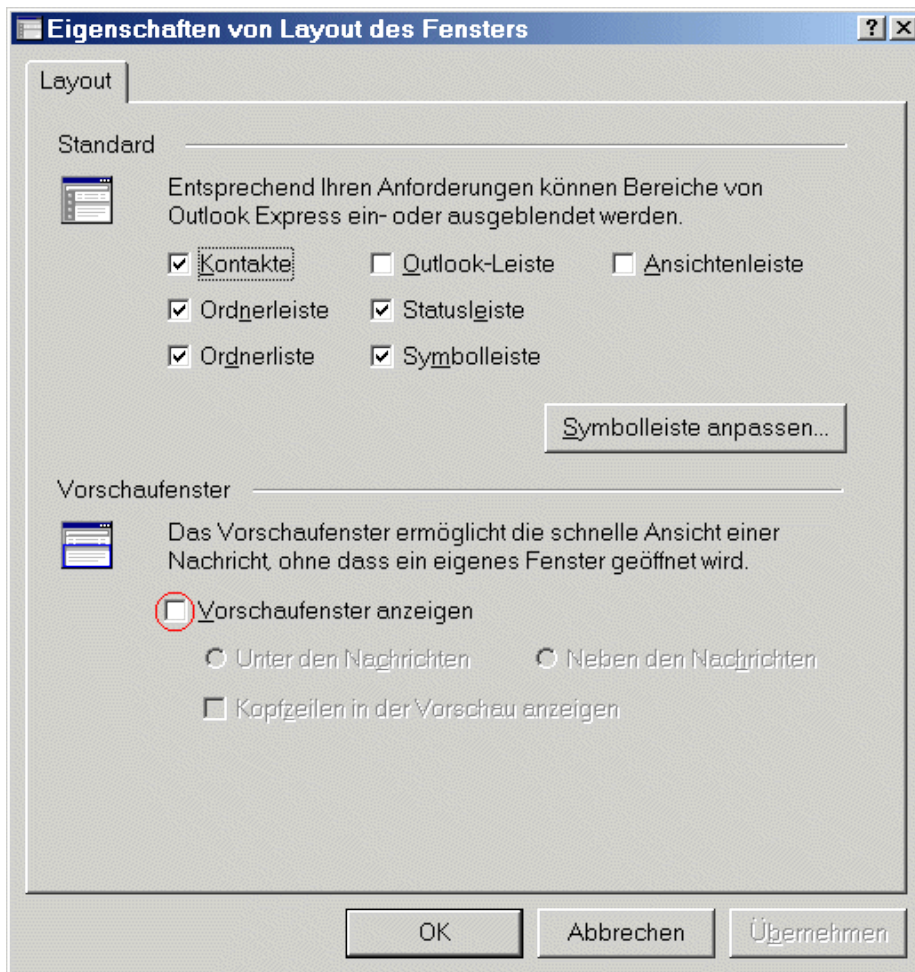 Eigenschaften von Layout des Fensters
Layout
Standard
Entsprechend Ihren Anforderungen können Bereiche von
Outlook Express ein- oder ausgeblendet werden.
Kontakte Outlook-Leiste Ansichtenleiste
Ordnerleiste Statusleiste
Ordnerliste Symbolleiste
Symbolleiste anpassen...
Vorschaufenster
Das Vorschaufenster ermöglicht die schnelle Ansicht einer
Nachricht, ohne dass ein eigenes Fenster geöffnet wird.
Vorschaufenster anzeigen
Unter den Nachrichten Neben den Nachrichten
Kopfzeilen in der Vorschau anzeigen
OK Abbrechen Übernehmen